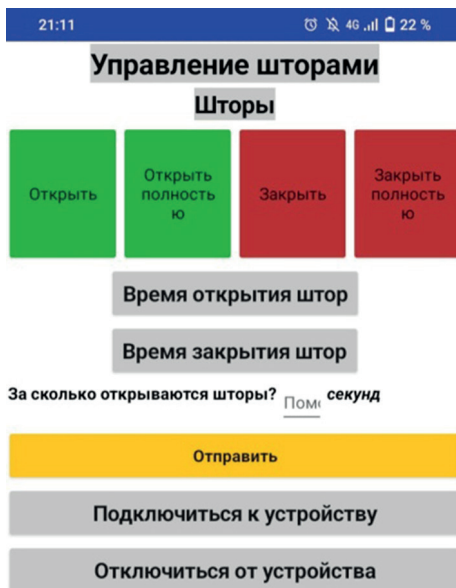 21:11 4G 22 %
Управление шторами
Шторы
Открыть
Открыть
полность
ю
Закрыть
Закрыть
полность
ю
Время открытия штор
Время закрытия штор
За сколько открываются шторы? секунд
Отправить
Подключиться к устройству
Отключиться от устройства